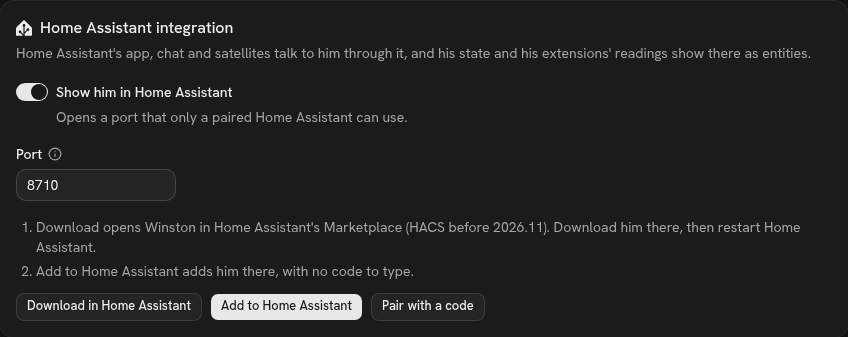 Home Assistant integration
Home Assistant's app, chat and satellites talk to him through it, and his state and his extensions' readings show there as entities.
Show him in Home Assistant
Opens a port that only a paired Home Assistant can use.
Port
8710
1. Download opens Winston in Home Assistant's Marketplace (HACS before 2026.11). Download him there, then restart Home
Assistant.
2. Add to Home Assistant adds him there, with no code to type.
Download in Home Assistant
Add to Home Assistant
Pair with a code